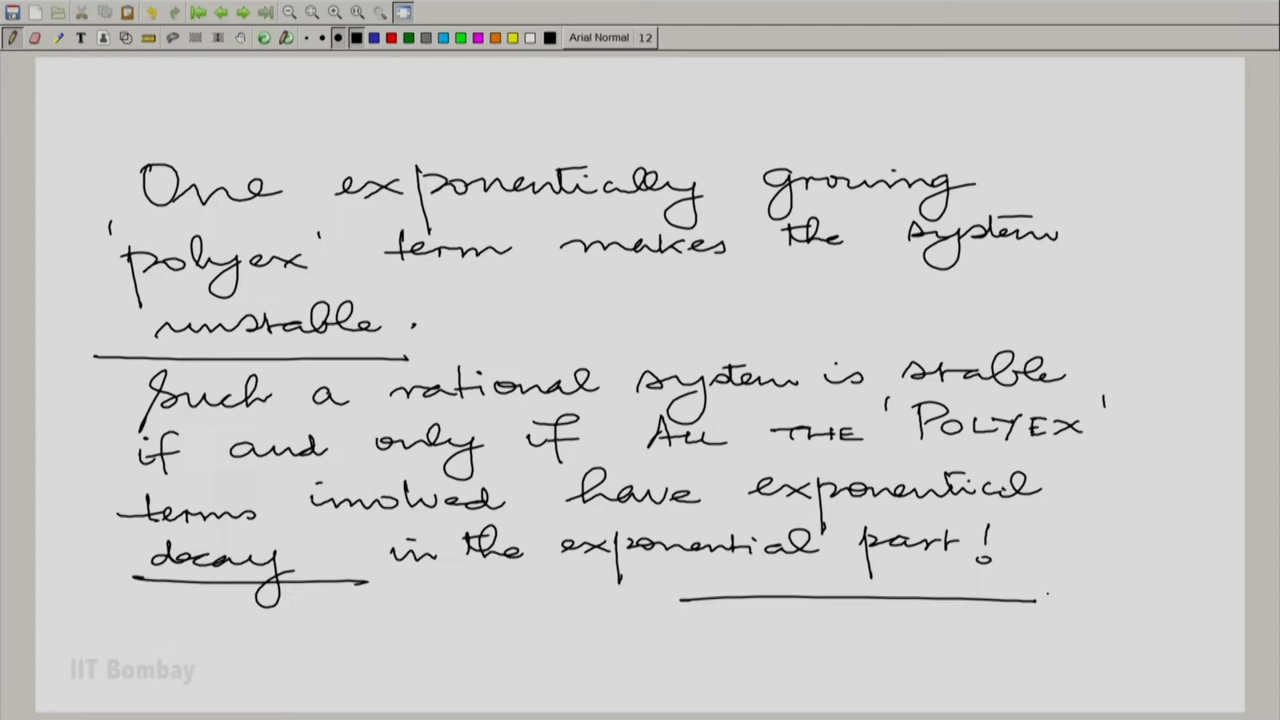 Arial Normal 12
One exponentially growing
'polyex' term makes the system
unstable.
Such a rational system is stable
if and only if ALL THE 'POLYEX'
terms involved have exponential
decay in the exponential part!
IIT Bombay